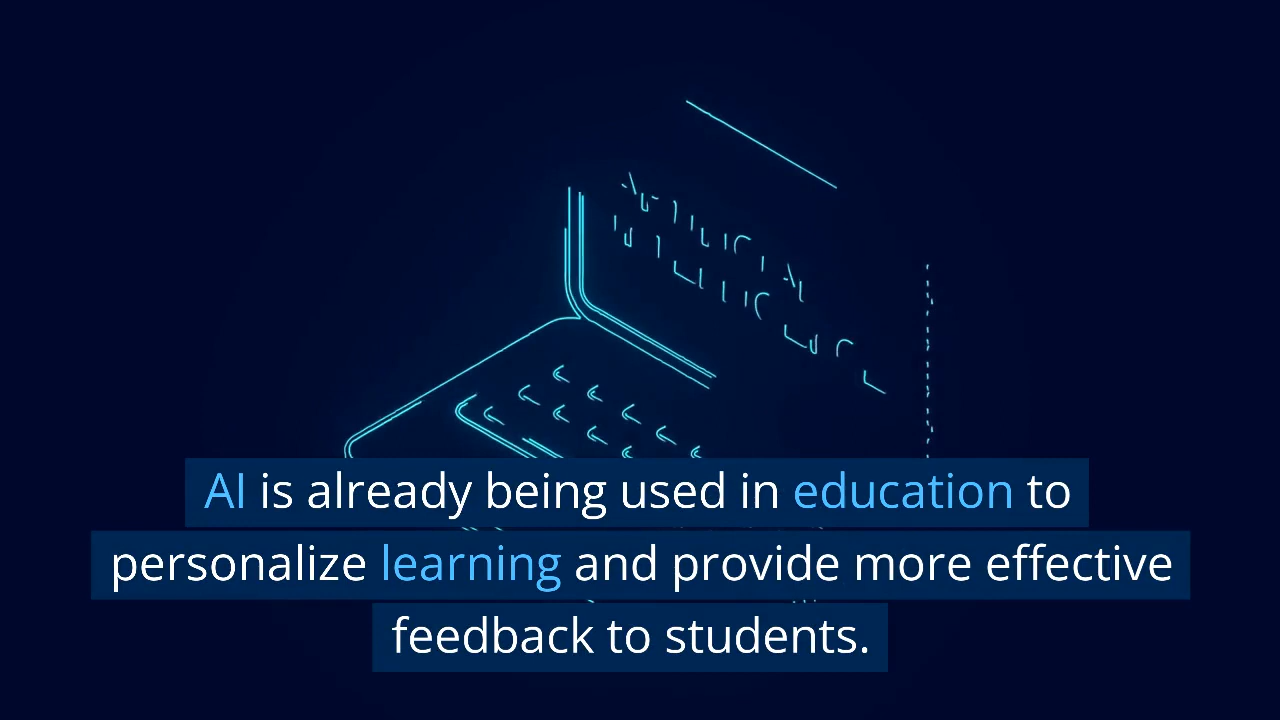 AI is already being used in education to
personalize learning and provide more effective
feedback to students.